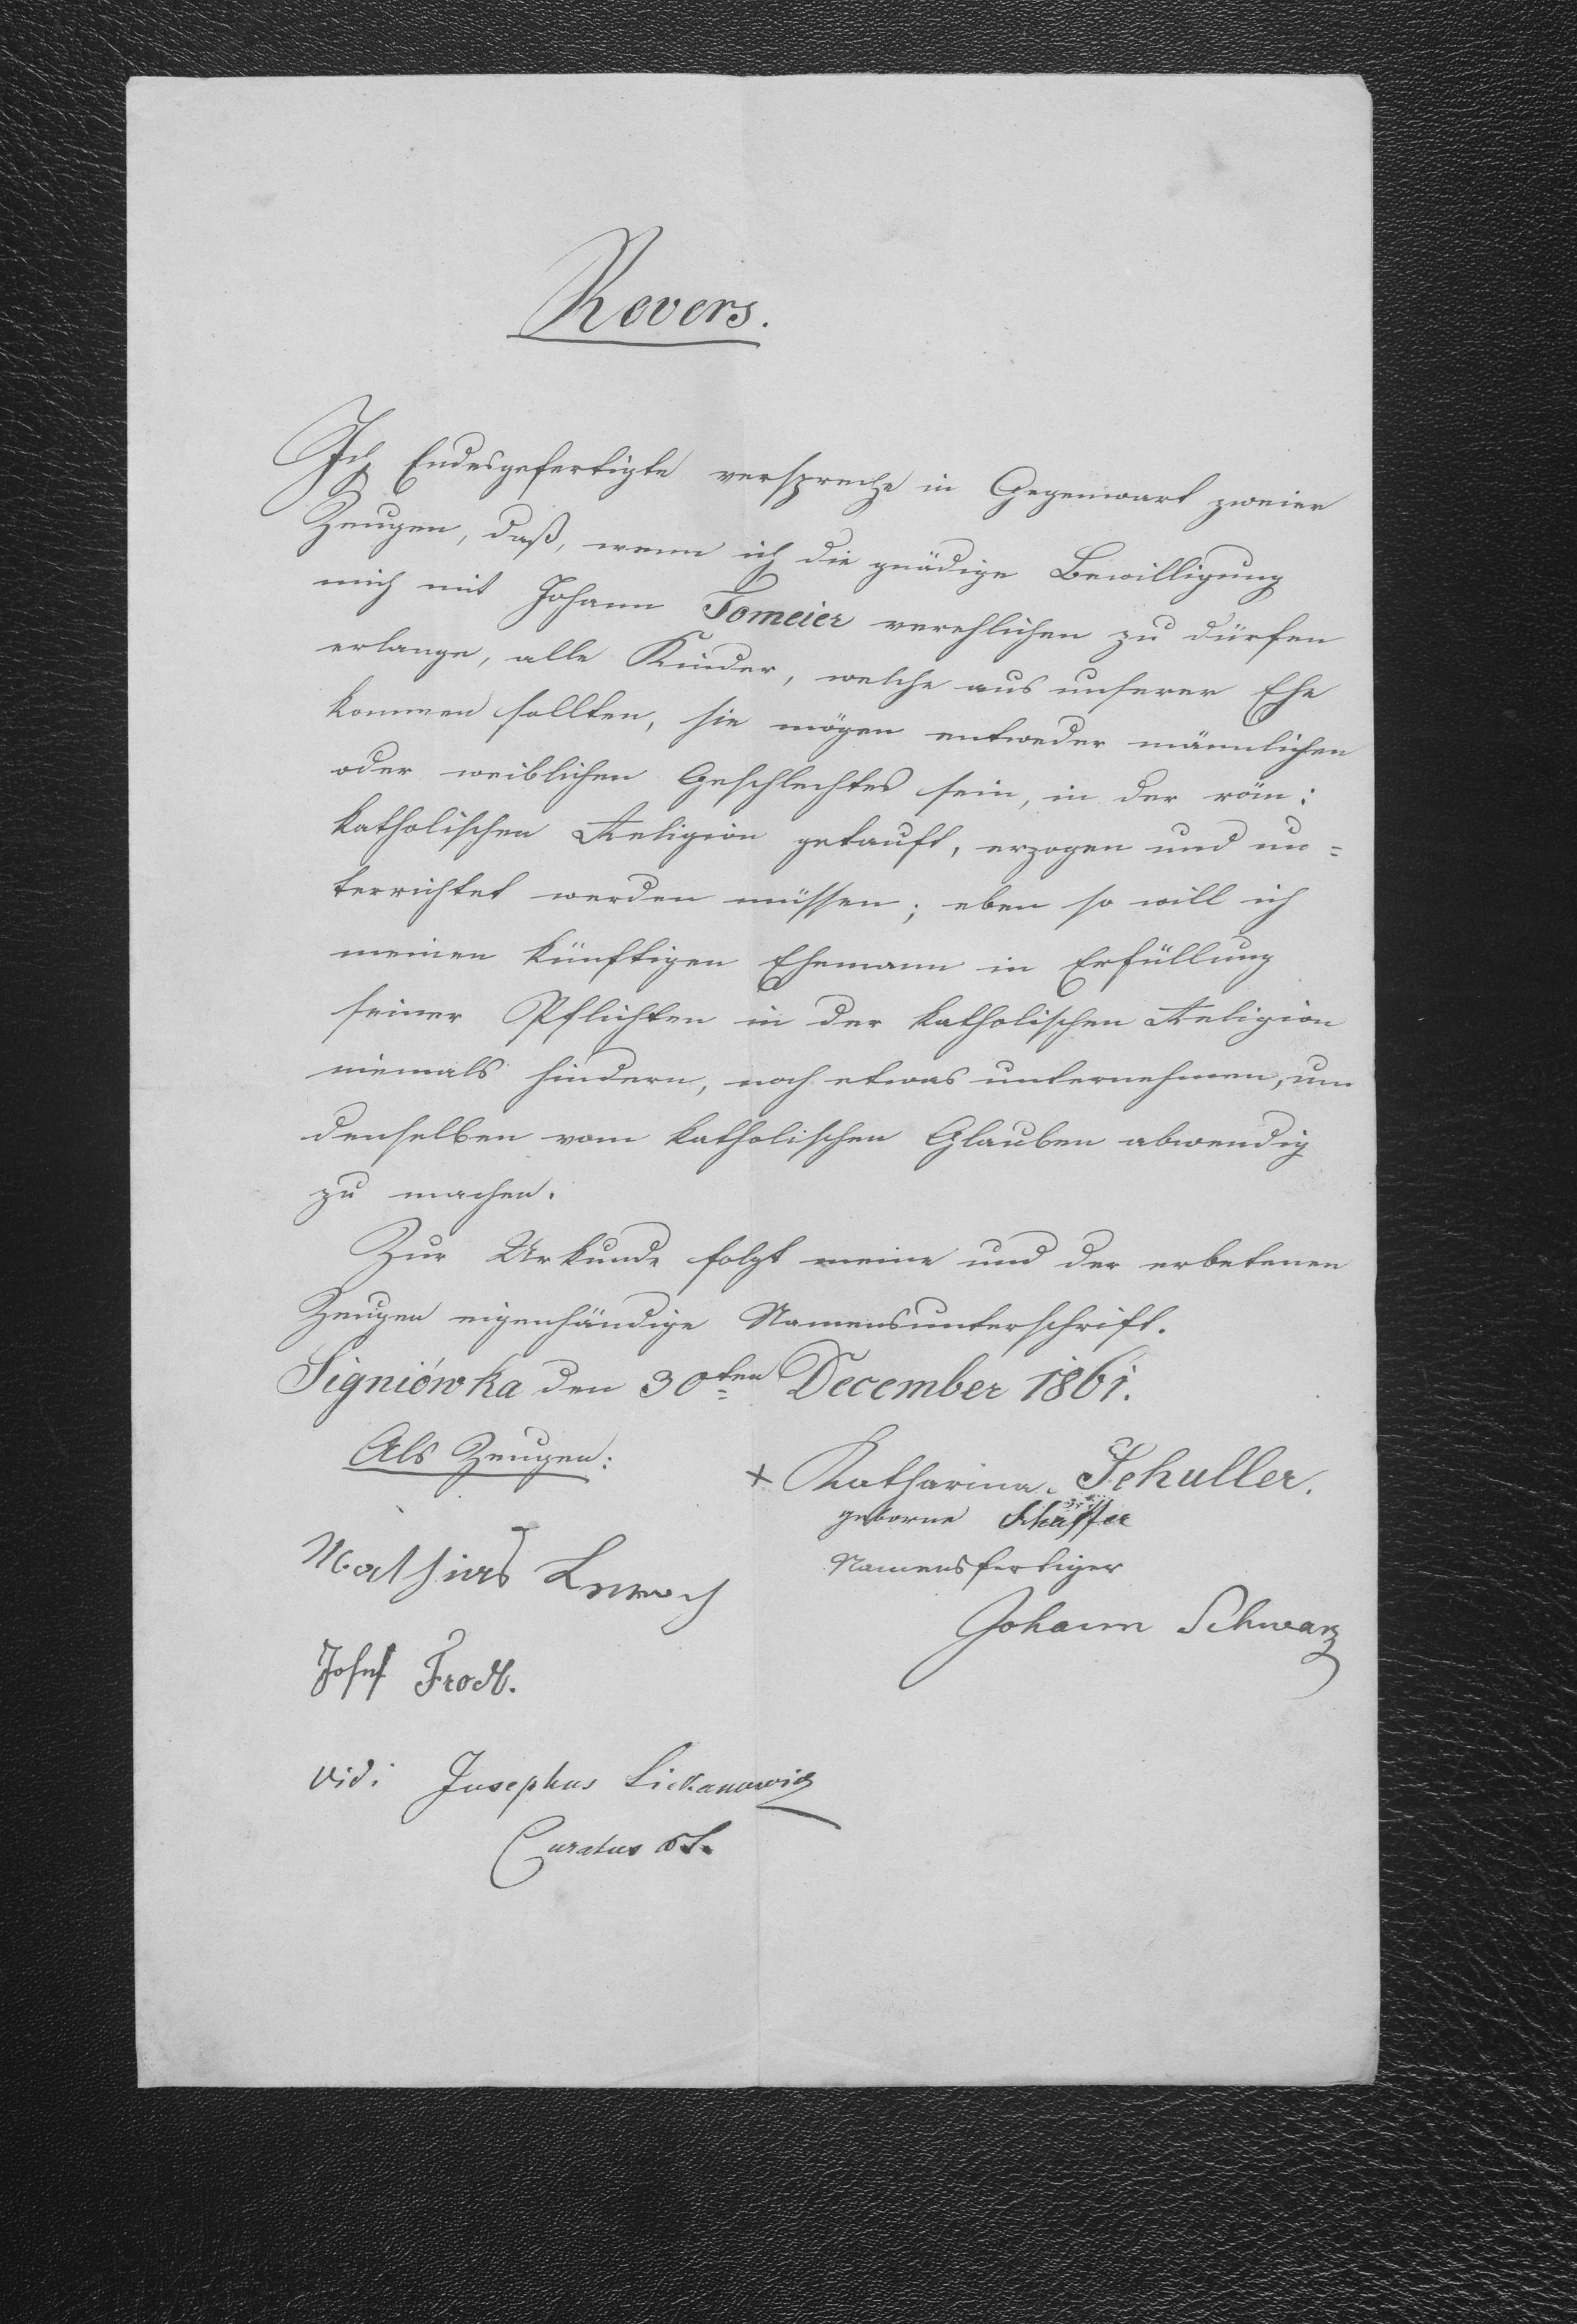 Revers.
Ich Endesgefertigte verspreche in Gegenwart zweier
Zeugen, daß, wenn ich die gnädige Bewilligung
mich mit Johann Tomeier verehlichen zu dürfen
erlange, alle Kinder, welche aus unserer Ehe
kommen sollten, sie mögen entweder männlichen
oder weiblichen Geschlechtes sein, in der röm:
katholischen Religion getauft, erzogen und un=
terrichtet werden müssen; eben so will ich
meinen künftigen Ehemann in Erfüllung
seiner Pflichten in der katholischen Religion
niemals hindern, noch etwas unternehmen, um
denselben vom katholischen Glauben abwendig
zu machen.
Zur Urkunde folgt meine und der erbetenen
Zeugen eigenhändige Namensunterschrift.
Signiówka den 30ten December 1861.
Als Zeugen:
+ Katharina Schuller.
geborne Schäffer
Namensfertiger
Johann Schwarz
Mathias
Josef
Vidi Josephus
Curatus